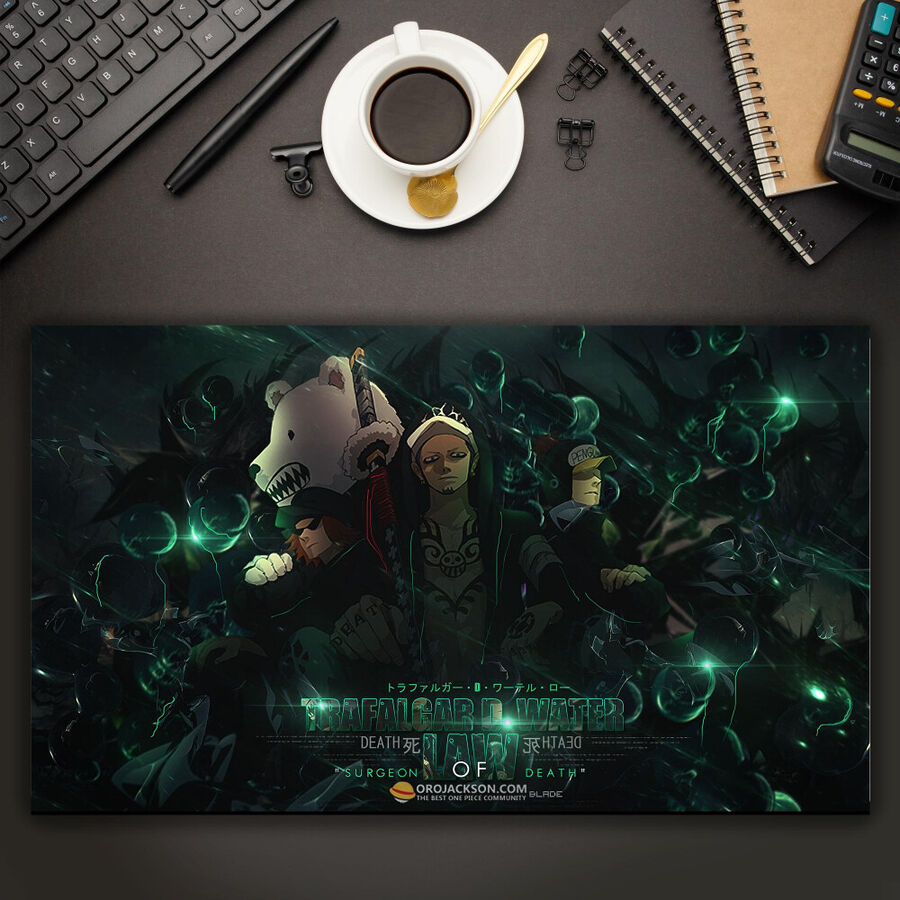 PENGUIN
DEATH
トラファルガー・D・ワーテル・ロー
TRAFALGAR D. WATER
DEATH 死 死 DEATH
LAW
"SURGEON OF DEATH"
OROJACKSON.COM
THE BEST ONE PIECE COMMUNITY
BLADE